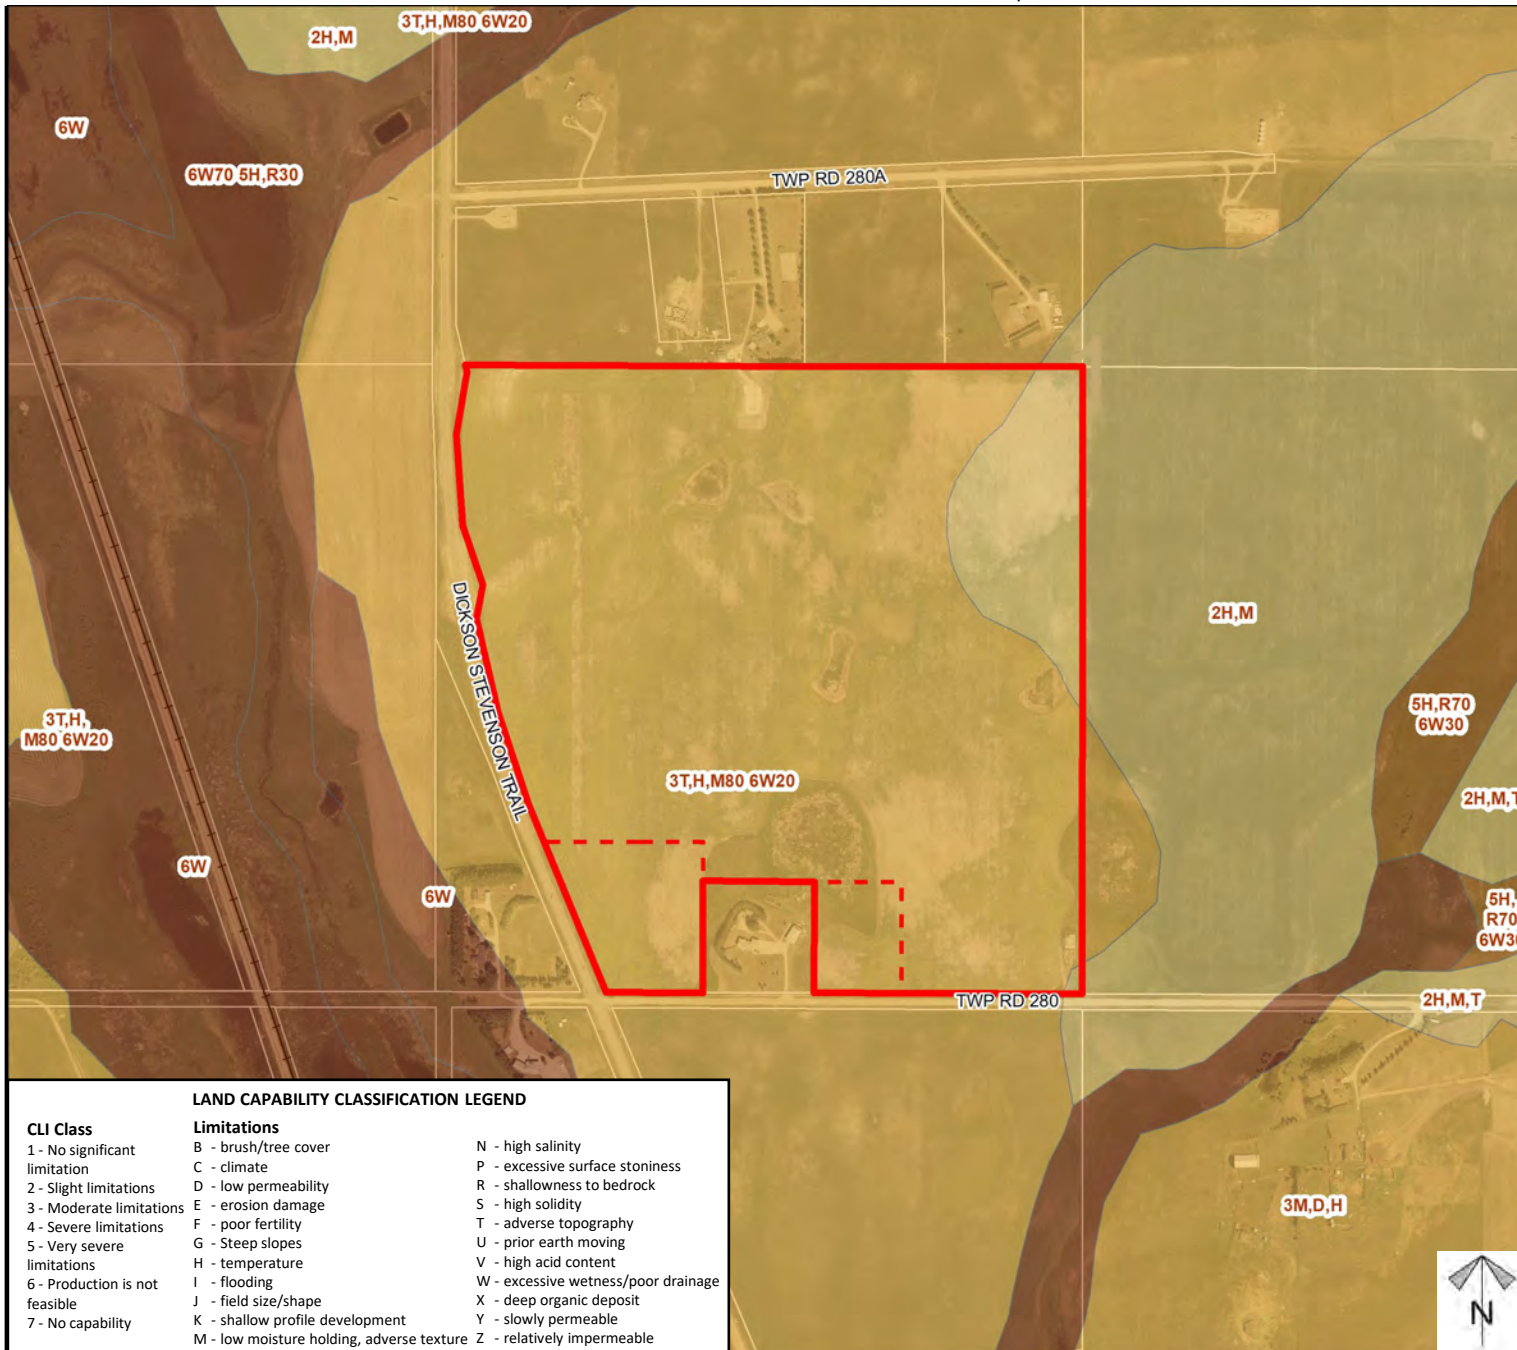 3T,H,M80 6W20
2H,M
6W
6W70 5H,R30
TWP RD 280A
DICKSON STEVENSON TRAIL
2H,M
5H,R70
6W30
3T,H,
M80 6W20
3T,H,M80 6W20
2H,M,T
6W
6W
5H,
R70
6W30
TWP RD 280
2H,M,T
3M,D,H
N
LAND CAPABILITY CLASSIFICATION LEGEND
CLI Class
1 - No significant
limitation
2 - Slight limitations
3 - Moderate limitations
4 - Severe limitations
5 - Very severe
limitations
6 - Production is not
feasible
7 - No capability
Limitations
B - brush/tree cover
C - climate
D - low permeability
E - erosion damage
F - poor fertility
G - Steep slopes
H - temperature
I - flooding
J - field size/shape
K - shallow profile development
M - low moisture holding, adverse texture
N - high salinity
P - excessive surface stoniness
R - shallowness to bedrock
S - high solidity
T - adverse topography
U - prior earth moving
V - high acid content
W - excessive wetness/poor drainage
X - deep organic deposit
Y - slowly permeable
Z - relatively impermeable